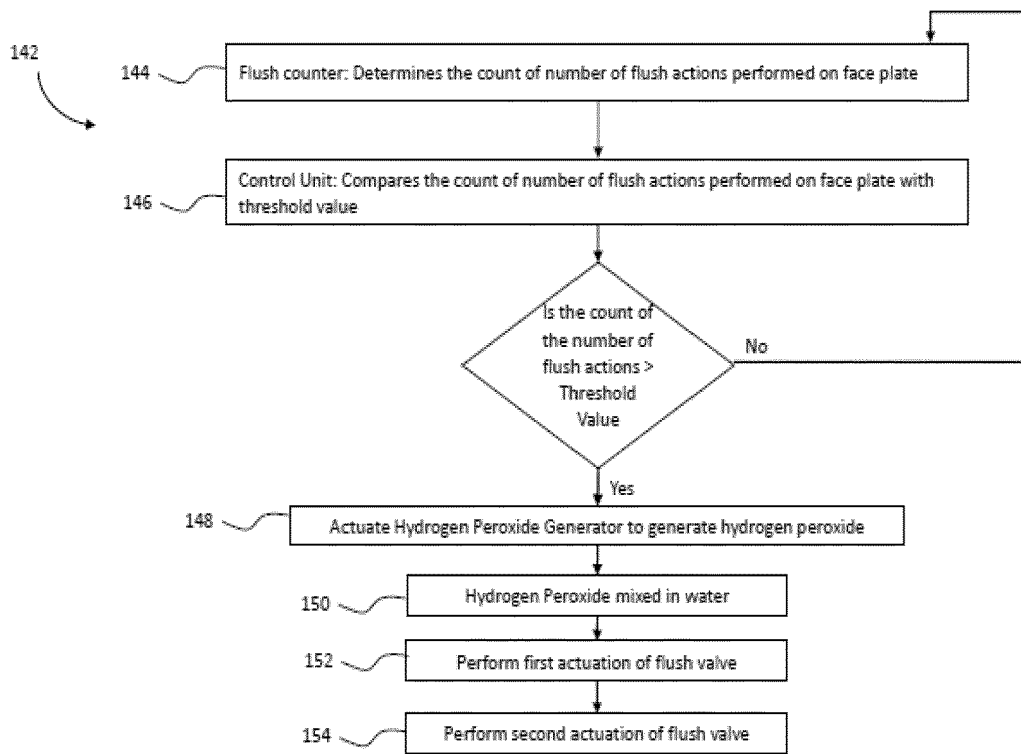 142
144
Flush counter: Determines the count of number of flush actions performed on face plate
146
Control Unit: Compares the count of number of flush actions performed on face plate with
threshold value
Is the count of
the number of
flush actions >
Threshold
Value
No
Yes
148
Actuate Hydrogen Peroxide Generator to generate hydrogen peroxide
150
Hydrogen Peroxide mixed in water
152
Perform first actuation of flush valve
154
Perform second actuation of flush valve